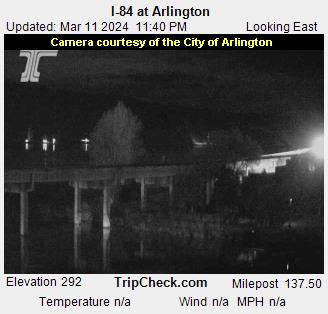 I-84 at Arlington
Updated: Mar 11 2024 11:40 PM Looking East
Camera courtesy of the City of Arlington
Elevation 292 TripCheck.com Milepost 137.50
Temperature n/a Wind n/a MPH n/a